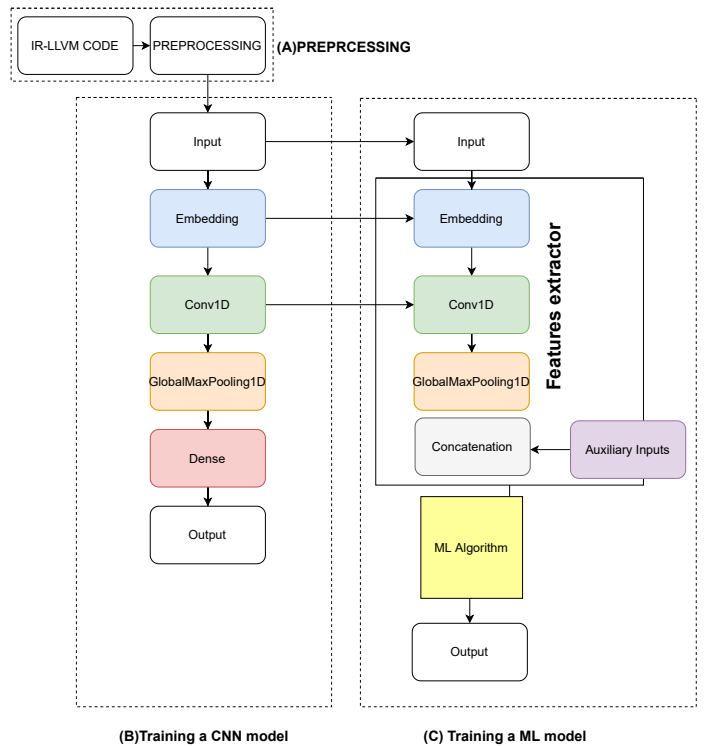 IR-LLVM CODE
PREPROCESSING
(A)PREPRCESSING
Input
Embedding
Conv1D
GlobalMaxPooling1D
Dense
Output
Input
Embedding
Conv1D
GlobalMaxPooling1D
Features extractor
Concatenation
Auxiliary Inputs
ML Algorithm
Output
(B)Training a CNN model
(C) Training a ML model